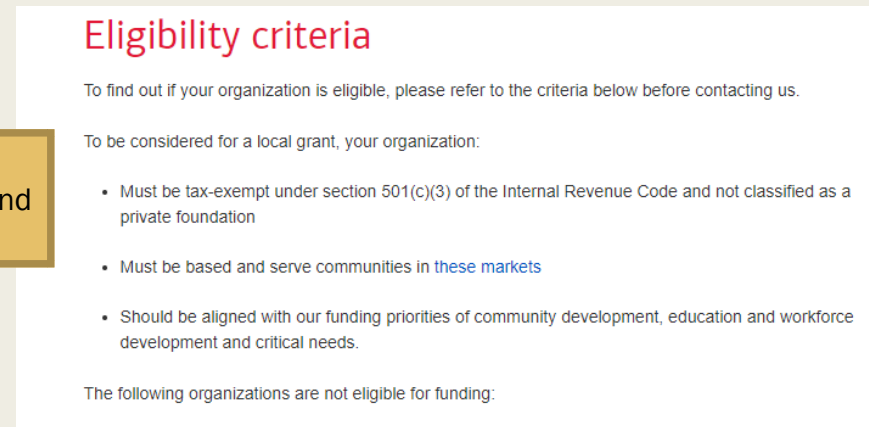 Eligibility criteria
To find out if your organization is eligible, please refer to the criteria below before contacting us.
To be considered for a local grant, your organization:
• Must be tax-exempt under section 501(c)(3) of the Internal Revenue Code and not classified as a
private foundation
nd
• Must be based and serve communities in these markets
• Should be aligned with our funding priorities of community development, education and workforce
development and critical needs.
The following organizations are not eligible for funding: